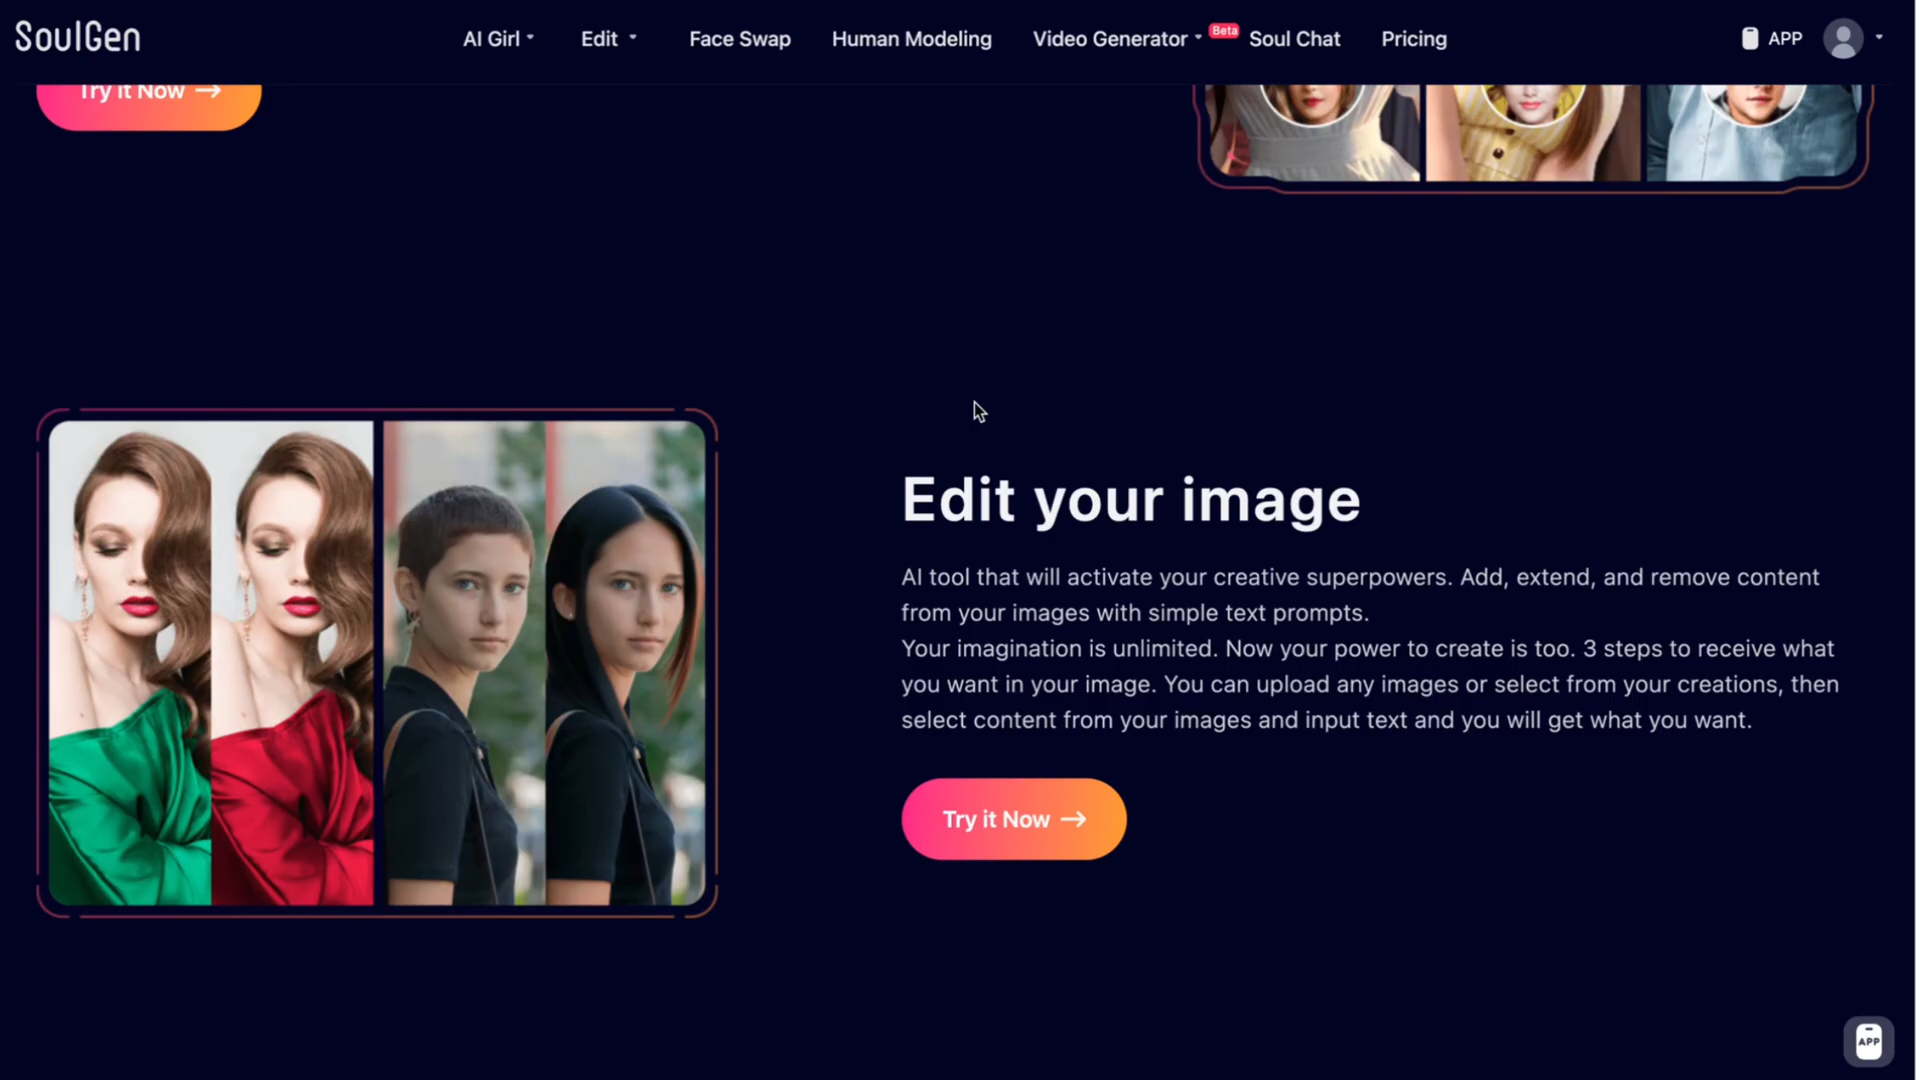 SoulGen
AI Girl
Edit
Face Swap
Human Modeling
Video Generator
Beta
Soul Chat
Pricing
APP
Try it Now
Edit your image
AI tool that will activate your creative superpowers. Add, extend, and remove content
from your images with simple text prompts.
Your imagination is unlimited. Now your power to create is too. 3 steps to receive what
you want in your image. You can upload any images or select from your creations, then
select content from your images and input text and you will get what you want.
Try it Now
APP